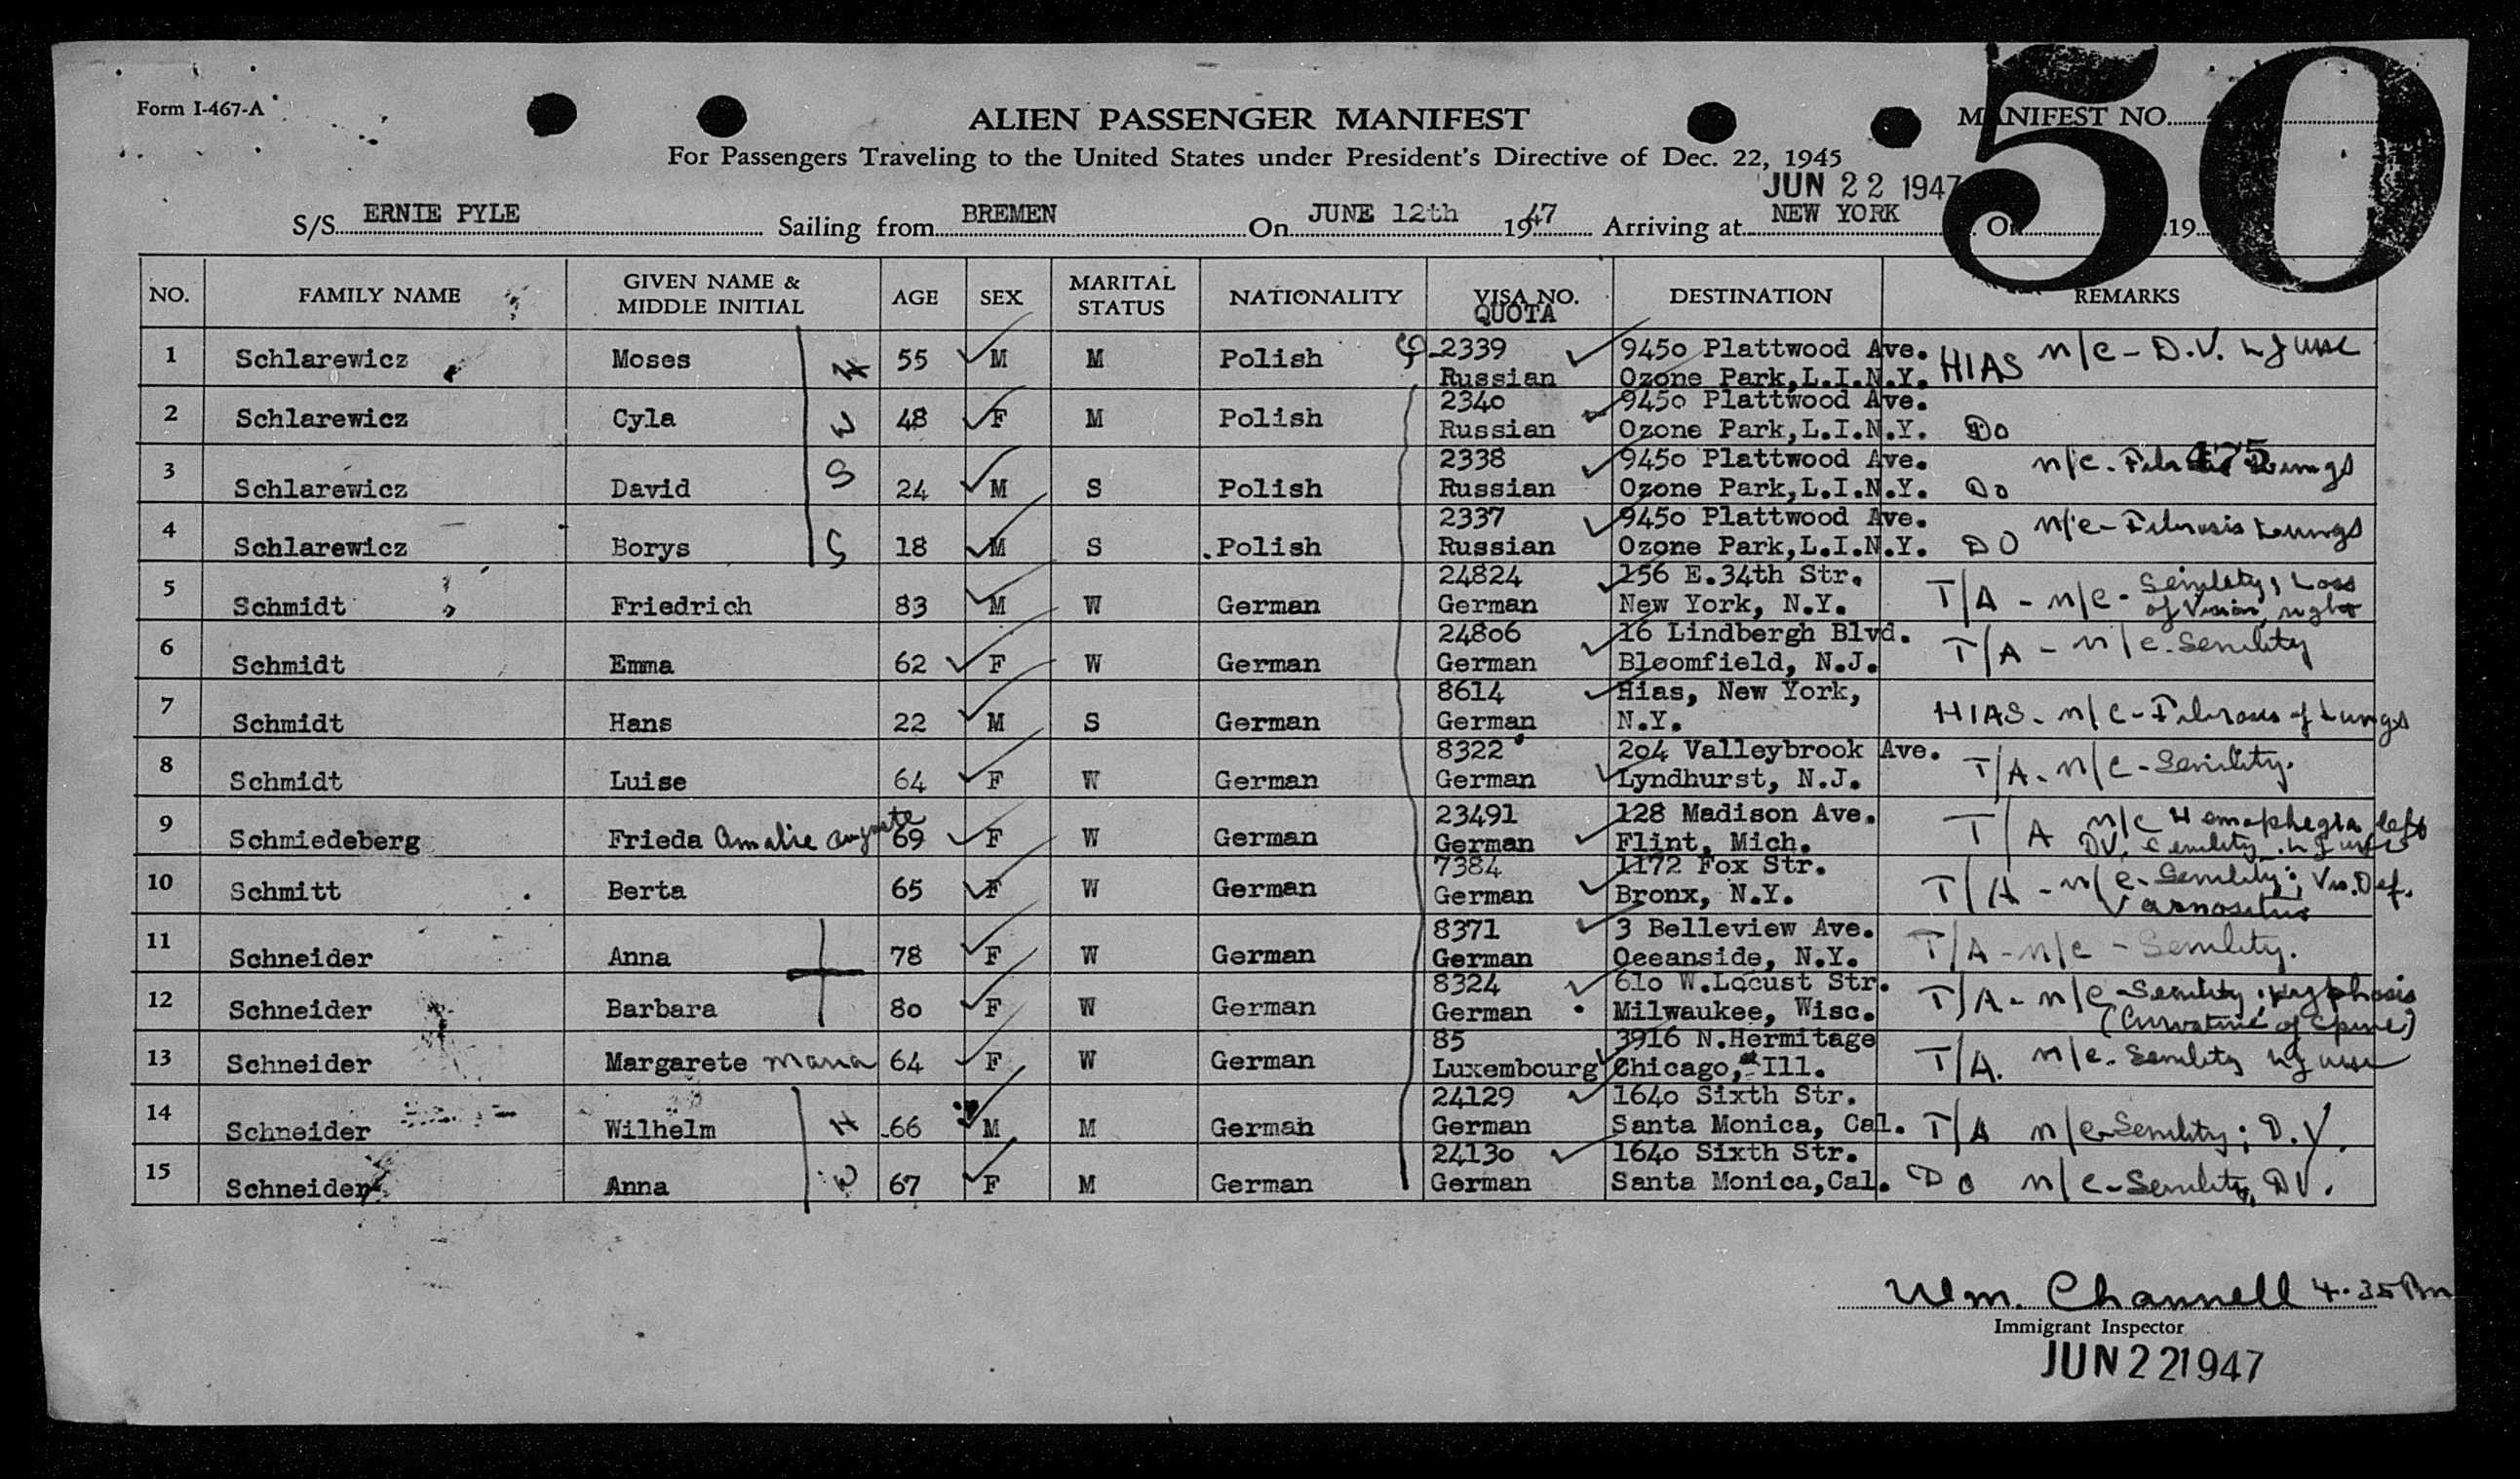 Form I-467-A
ALIEN PASSENGER MANIFEST
MANIFEST NO.
50
For Passengers Traveling to the United States under President's Directive of Dec. 22, 1945
JUN 22 1947
S/S ERNIE PYLE Sailing from BREMEN On JUNE 12th 1947 Arriving at NEW YORK On 19
NO. FAMILY NAME GIVEN NAME & MIDDLE INITIAL AGE SEX MARITAL STATUS NATIONALITY VISA NO. QUOTA DESTINATION REMARKS
1 Schlarewicz Moses H 55 M M Polish 2339 Russian 9450 Plattwood Ave. Ozone Park,L.I.N.Y. HIAS n/c - D.V.
2 Schlarewicz Cyla W 48 F M Polish 2340 Russian 9450 Plattwood Ave. Ozone Park,L.I.N.Y. Do
3 Schlarewicz David S 24 M S Polish 2338 Russian 9450 Plattwood Ave. Ozone Park,L.I.N.Y. Do n/c. 475 Lungs
4 Schlarewicz Borys S 18 M S Polish 2337 Russian 9450 Plattwood Ave. Ozone Park,L.I.N.Y. DO n/c - Fibrosis Lungs
5 Schmidt Friedrich 83 M W German 24824 German 156 E.34th Str. New York, N.Y. T/A - n/c - Senility; Loss of Vision, right
6 Schmidt Emma 62 F W German 24806 German 16 Lindbergh Blvd. Bloomfield, N.J. T/A - n/c - Senility
7 Schmidt Hans 22 M S German 8614 German Hias, New York, N.Y. HIAS - n/c - Fibrosis of Lungs
8 Schmidt Luise 64 F W German 8322 German 204 Valleybrook Ave. Lyndhurst, N.J. T/A - n/c - Senility.
9 Schmiedeberg Frieda Amalie Auguste 69 F W German 23491 German 128 Madison Ave. Flint, Mich. T/A n/c left DV. Senility
10 Schmitt Berta 65 F W German 7384 German 1172 Fox Str. Bronx, N.Y. T/A - n/c - Senility; Vis. Def.
11 Schneider Anna 78 F W German 8371 German 3 Belleview Ave. Oceanside, N.Y. T/A - n/c - Senility.
12 Schneider Barbara 80 F W German 8324 German 610 W.Locust Str. Milwaukee, Wisc. T/A - n/c - Senility; Kyphosis (Curvature of Spine)
13 Schneider Margarete Maria 64 F W German 85 Luxembourg 3916 N.Hermitage Chicago, Ill. T/A. n/c. Senility
14 Schneider Wilhelm H 66 M M German 24129 German 1640 Sixth Str. Santa Monica, Cal. T/A n/c - Senility; D.V.
15 Schneider Anna W 67 F M German 24130 German 1640 Sixth Str. Santa Monica,Cal. Do n/c - Senility, DV.
Wm. Channell 4.35 Pm
Immigrant Inspector
JUN 22 1947